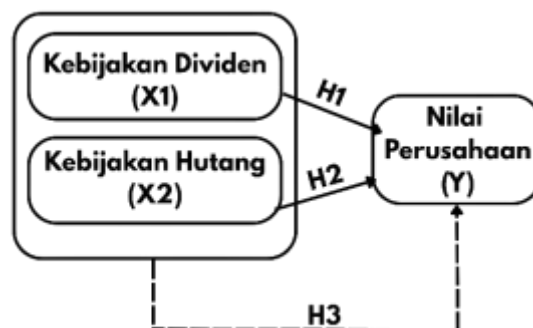 Kebijakan Dividen
(X1)
H1
Nilai
Perusahaan
(Y)
Kebijakan Hutang
(X2)
H2
H3